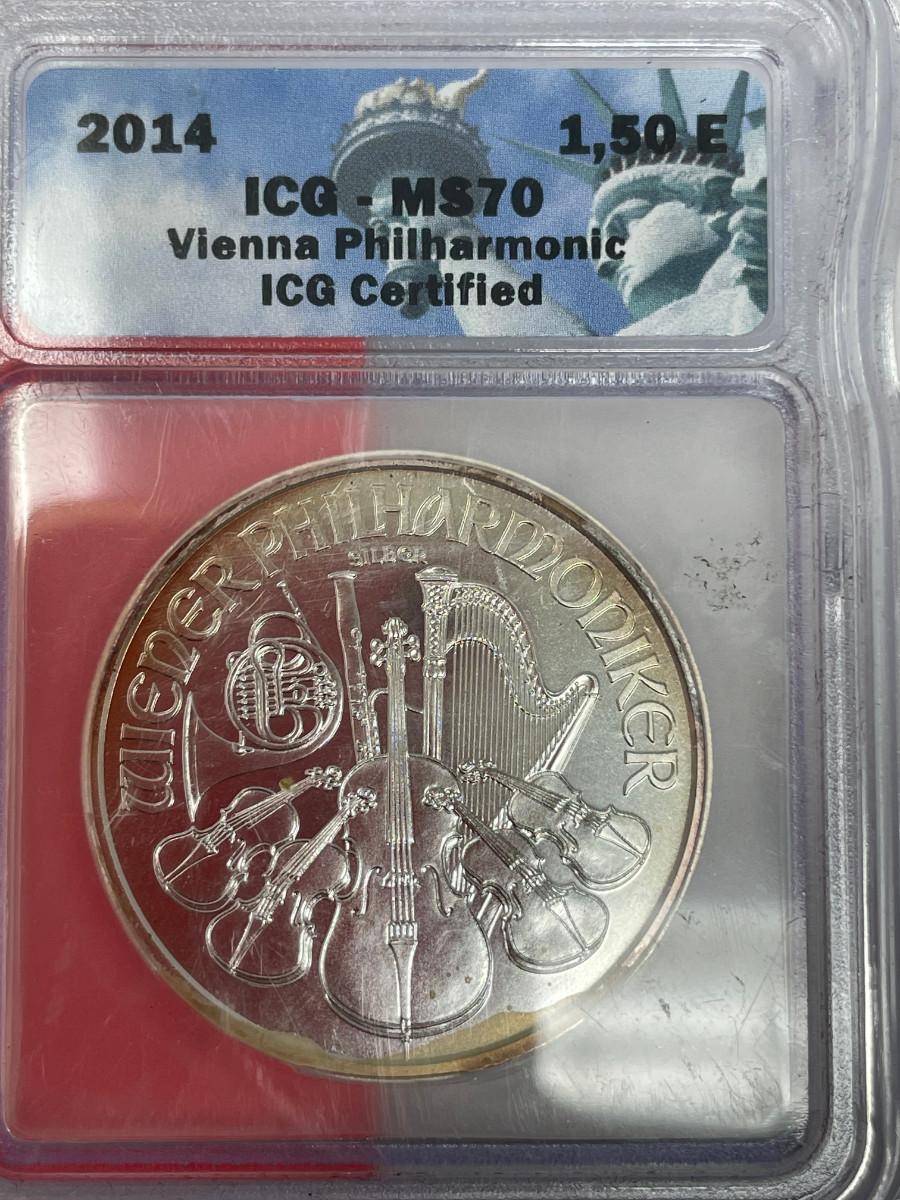 2014 1,50 E
ICG - MS70
Vienna Philharmonic
ICG Certified
WIENER PHILHARMONIKER
SILBER